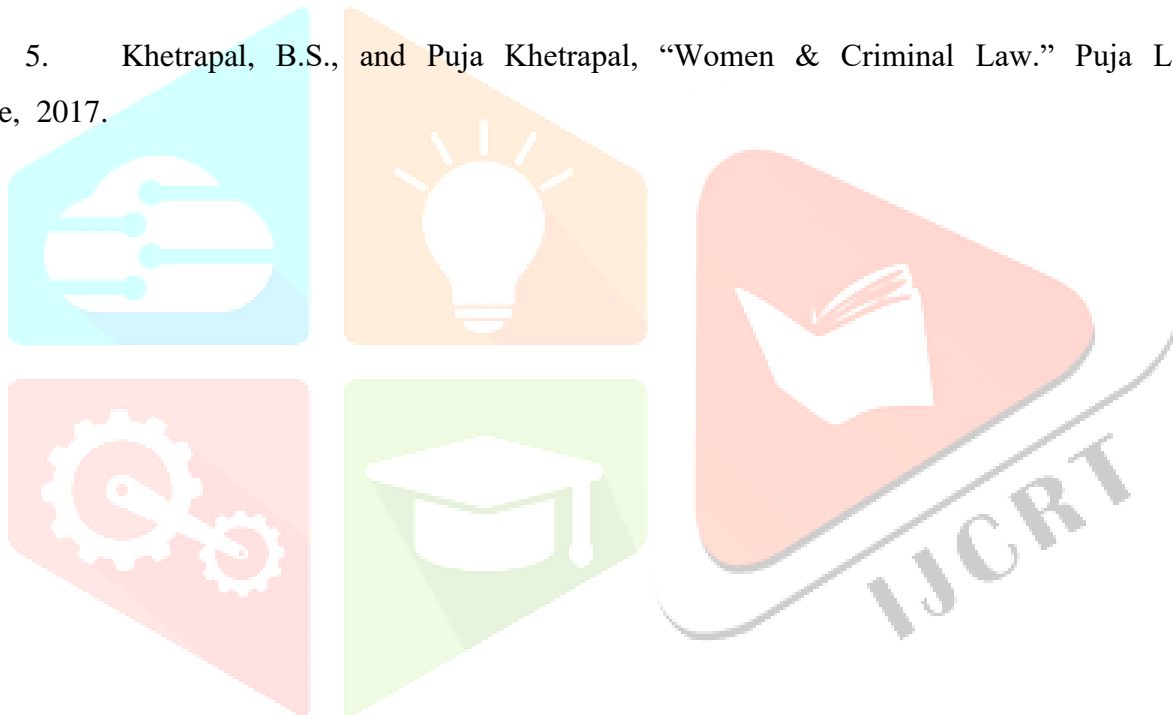 5. Khetrapal, B.S., and Puja Khetrapal, “Women & Criminal Law.” Puja L
e, 2017.
IJCRT